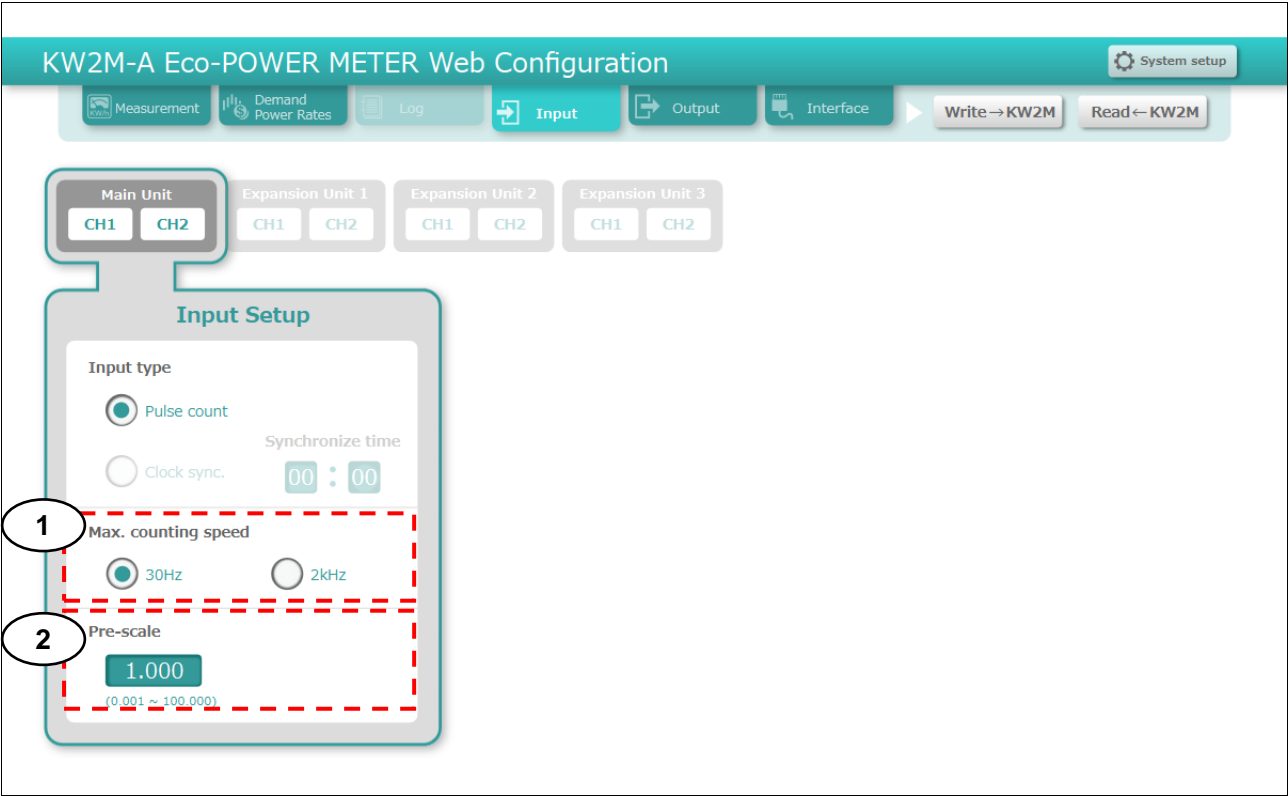 KW2M-A Eco-POWER METER Web Configuration
System setup
Measurement
Demand
Power Rates
Log
Input
Output
Interface
Write→KW2M
Read←KW2M
Main Unit
CH1 CH2
Expansion Unit 1
CH1 CH2
Expansion Unit 2
CH1 CH2
Expansion Unit 3
CH1 CH2
Input Setup
Input type
Pulse count
Synchronize time
Clock sync.
00 : 00
1
Max. counting speed
30Hz 2kHz
2
Pre-scale
1.000
(0.001 ~ 100.000)